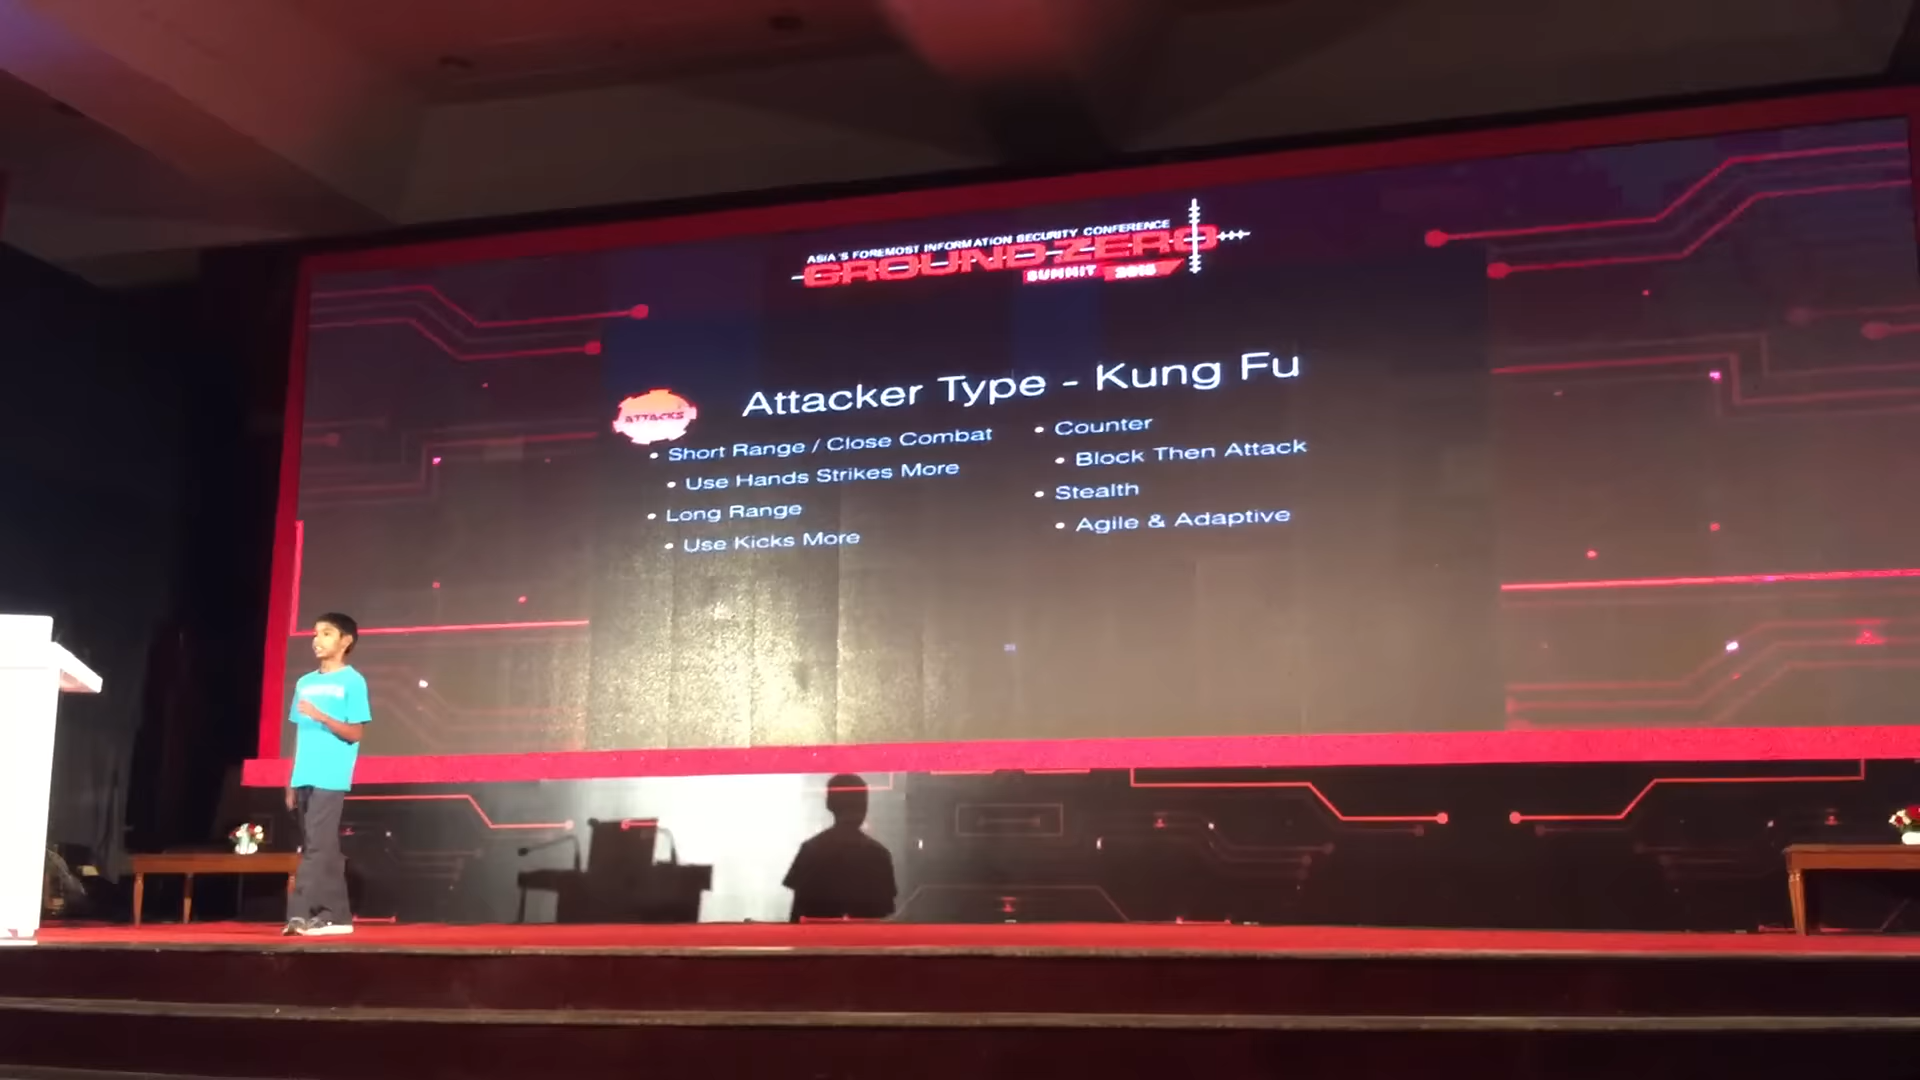 ASIA'S FOREMOST INFORMATION SECURITY CONFERENCE
GROUND ZERO
SUMMIT 2015
Attacker Type - Kung Fu
ATTACKS
• Short Range / Close Combat
• Use Hands Strikes More
• Long Range
• Use Kicks More
• Counter
• Block Then Attack
• Stealth
• Agile & Adaptive